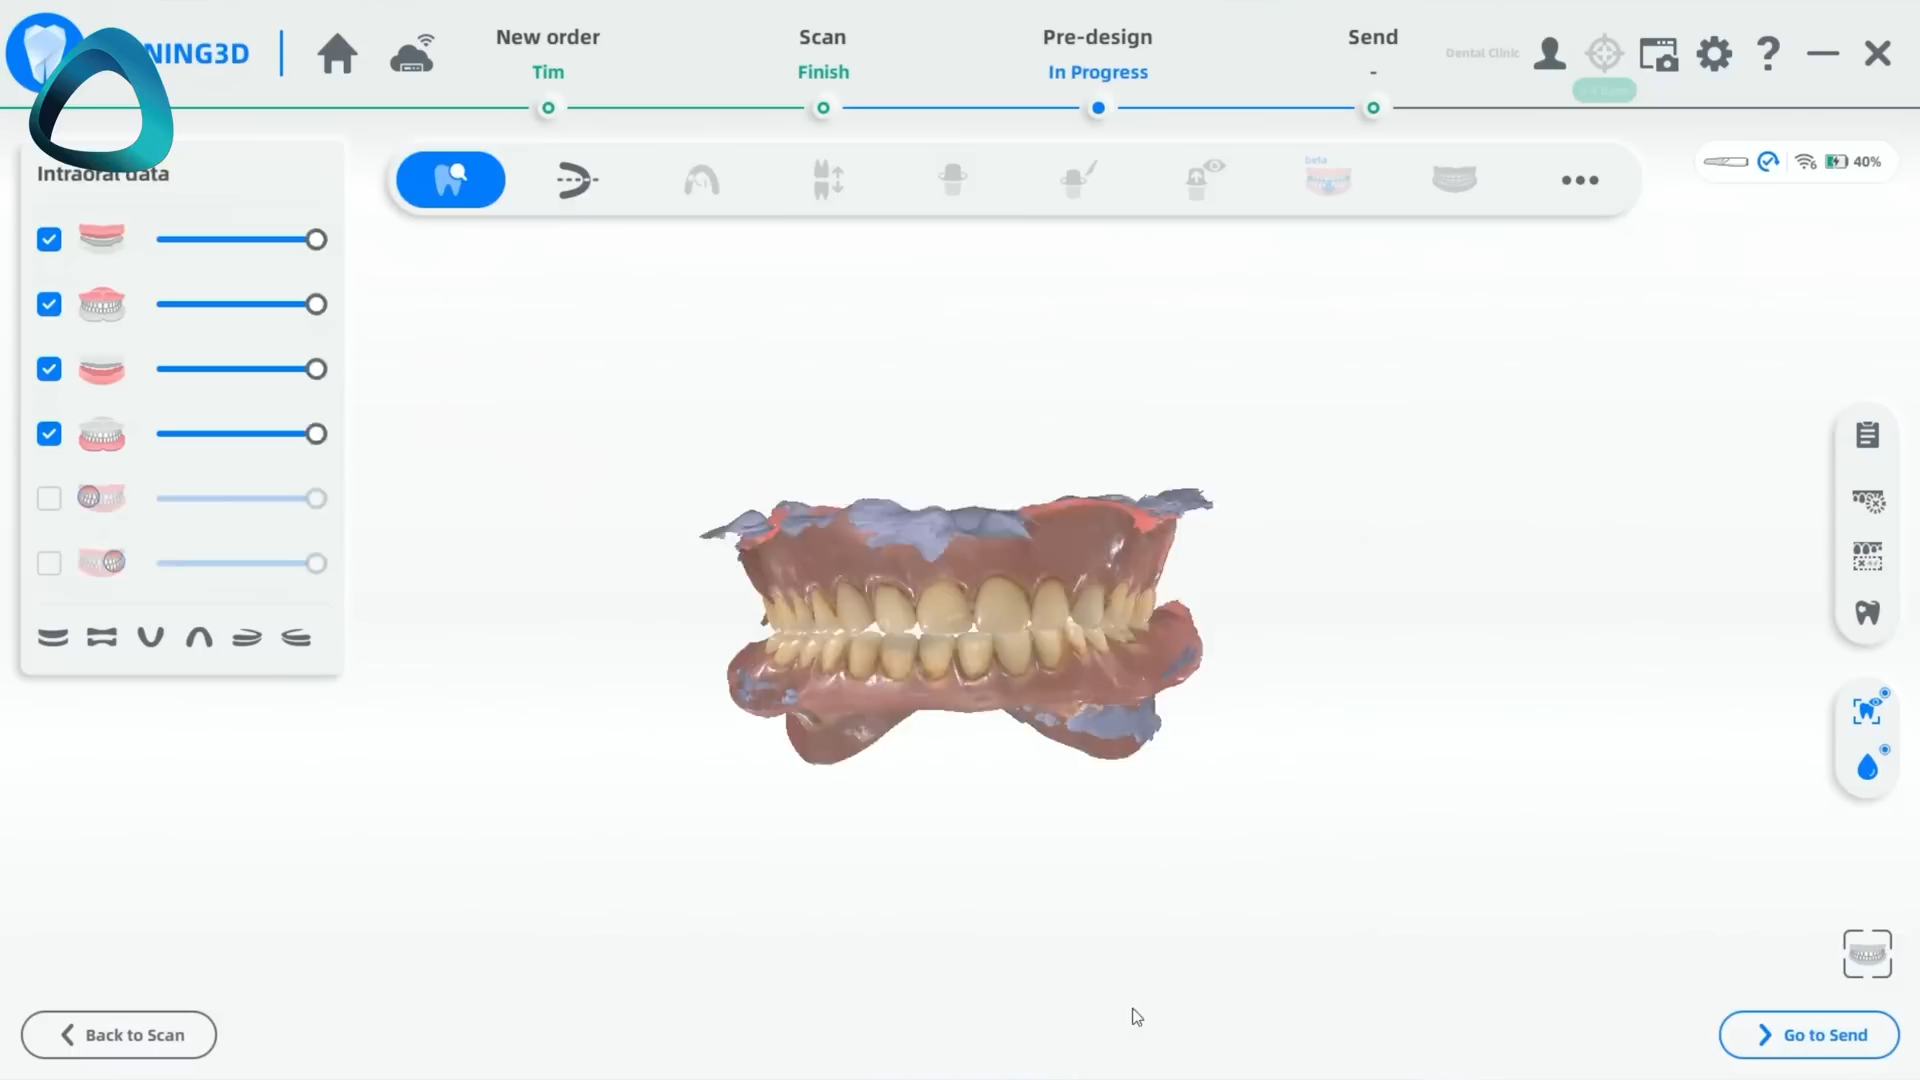 NING3D
New order
Tim
Scan
Finish
Pre-design
In Progress
Send
-
Dental Clinic
Intraoral data
beta
40%
Back to Scan
Go to Send